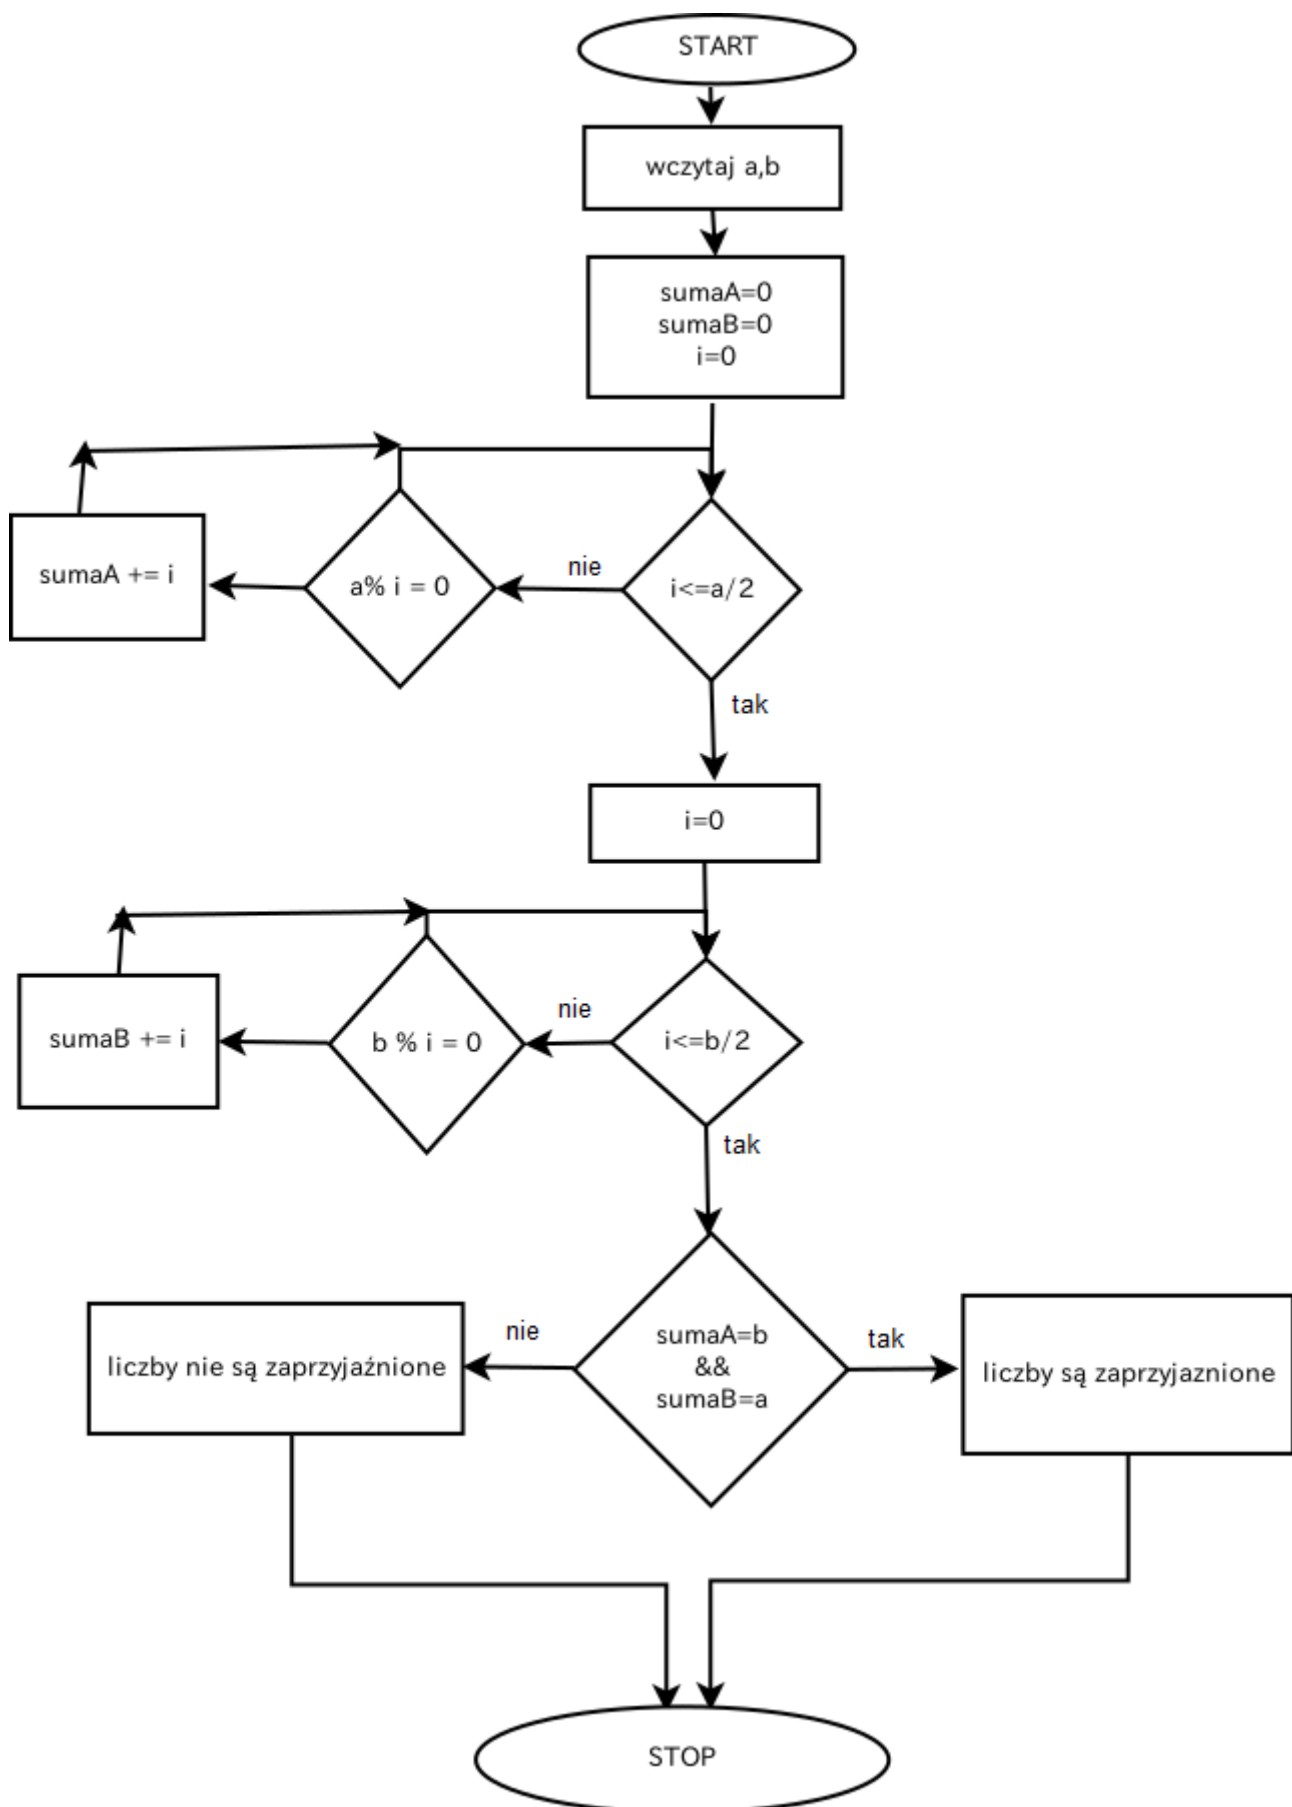 START
wczytaj a,b
sumaA=0
sumaB=0
i=0
sumaA += i
a% i = 0
nie
i<=a/2
tak
i=0
sumaB += i
b % i = 0
nie
i<=b/2
tak
liczby nie są zaprzyjaźnione
nie
sumaA=b
&&
sumaB=a
tak
liczby są zaprzyjaznione
STOP